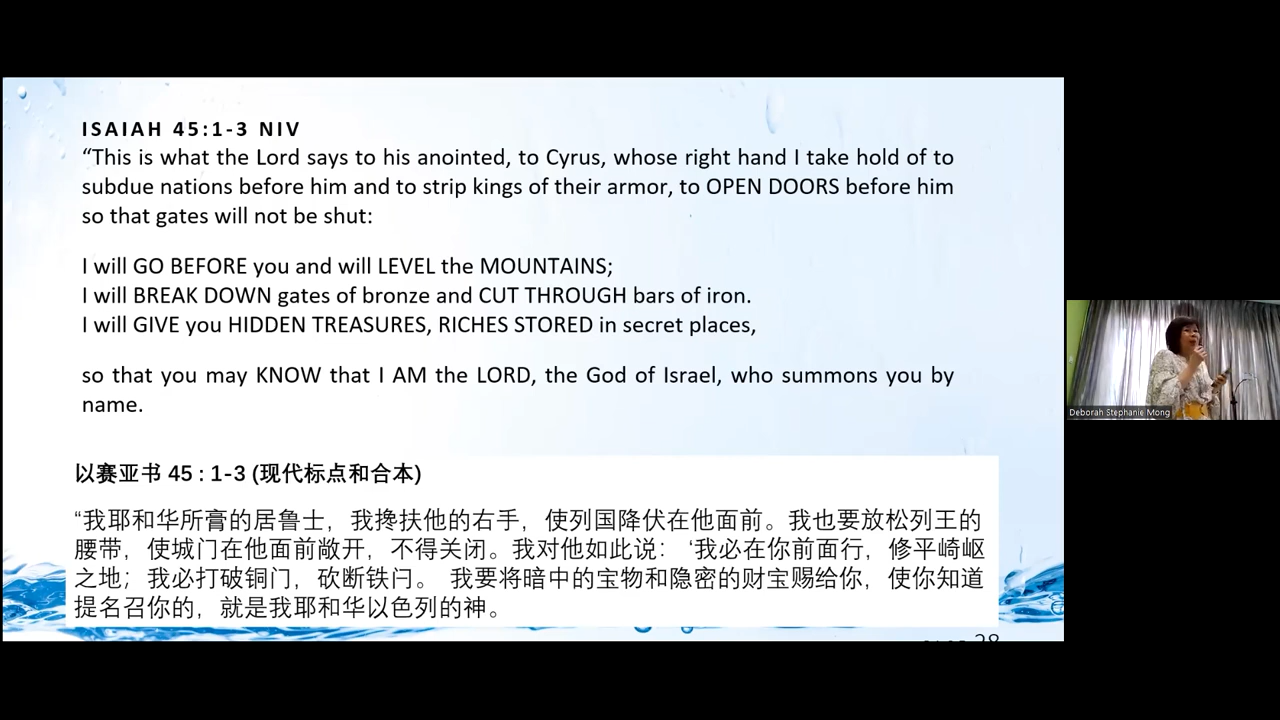 ISAIAH 45:1-3 NIV
“This is what the Lord says to his anointed, to Cyrus, whose right hand I take hold of to
subdue nations before him and to strip kings of their armor, to OPEN DOORS before him
so that gates will not be shut:
I will GO BEFORE you and will LEVEL the MOUNTAINS;
I will BREAK DOWN gates of bronze and CUT THROUGH bars of iron.
I will GIVE you HIDDEN TREASURES, RICHES STORED in secret places,
so that you may KNOW that I AM the LORD, the God of Israel, who summons you by
name.
以赛亚书 45 : 1-3 (现代标点和合本)
“我耶和华所膏的居鲁士，我搀扶他的右手，使列国降伏在他面前。我也要放松列王的
腰带，使城门在他面前敞开，不得关闭。我对他如此说： ‘我必在你前面行，修平崎岖
之地；我必打破铜门，砍断铁闩。 我要将暗中的宝物和隐密的财宝赐给你，使你知道
提名召你的，就是我耶和华以色列的神。
28
Deborah Stephanie Mong